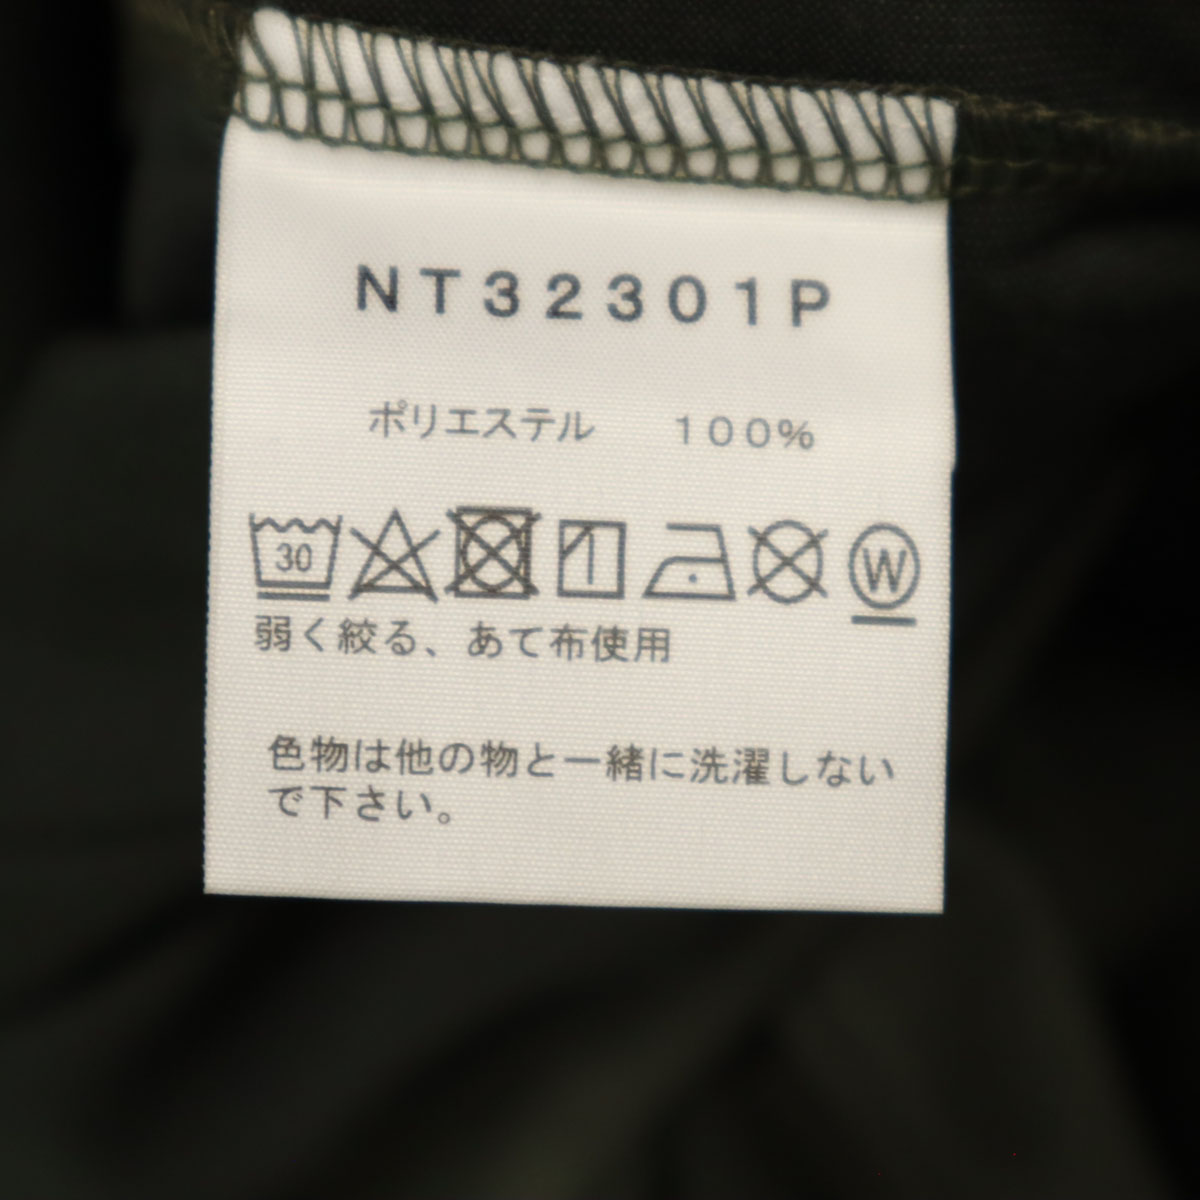 NT32301P
ポリエステル 100%
30 W
弱く絞る、あて布使用
色物は他の物と一緒に洗濯しない
で下さい。